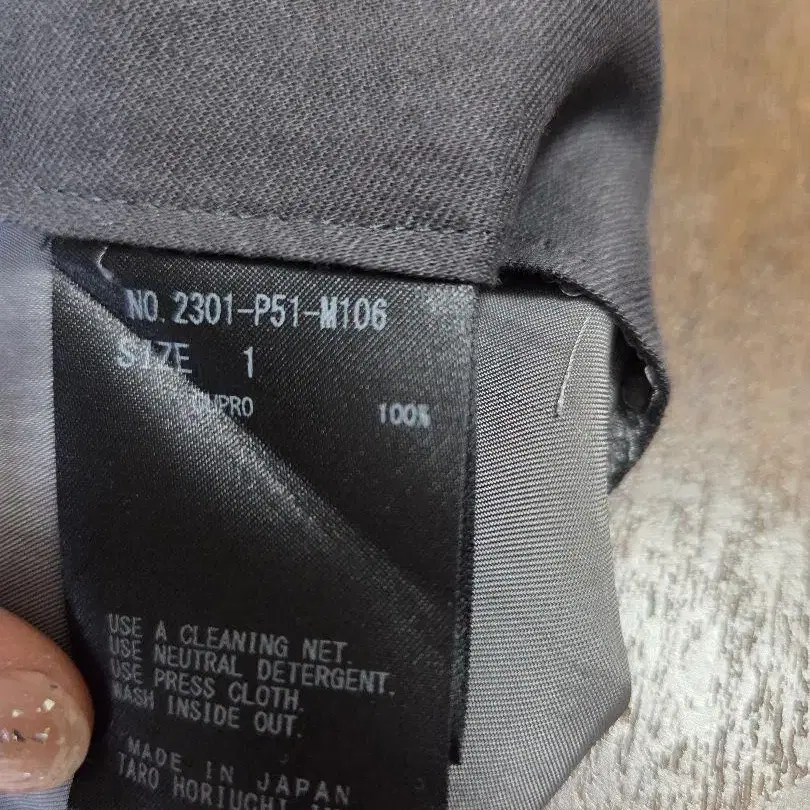 NO. 2301-P51-M106
SIZE 1
CUPRO 100%
USE A CLEANING NET.
USE NEUTRAL DETERGENT.
USE PRESS CLOTH.
WASH INSIDE OUT.
MADE IN JAPAN
TARO HORIUCHI